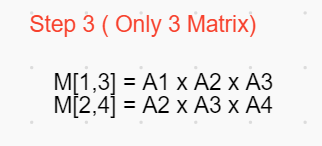 Step 3 ( Only 3 Matrix)
M[1,3] = A1 x A2 x A3
M[2,4] = A2 x A3 x A4